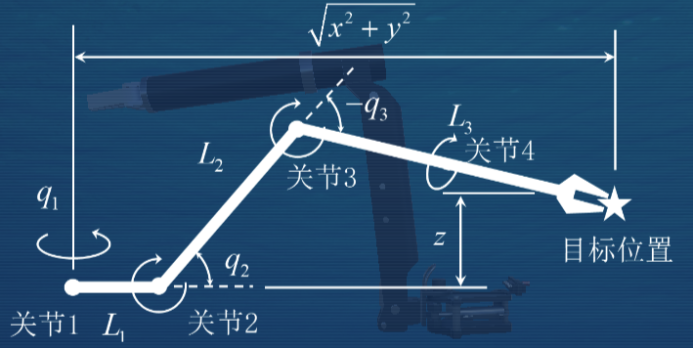 √(x² + y²)
−q₃
L₃
关节4
L₂
关节3
q₁
z
目标位置
q₂
关节1
L₁
关节2